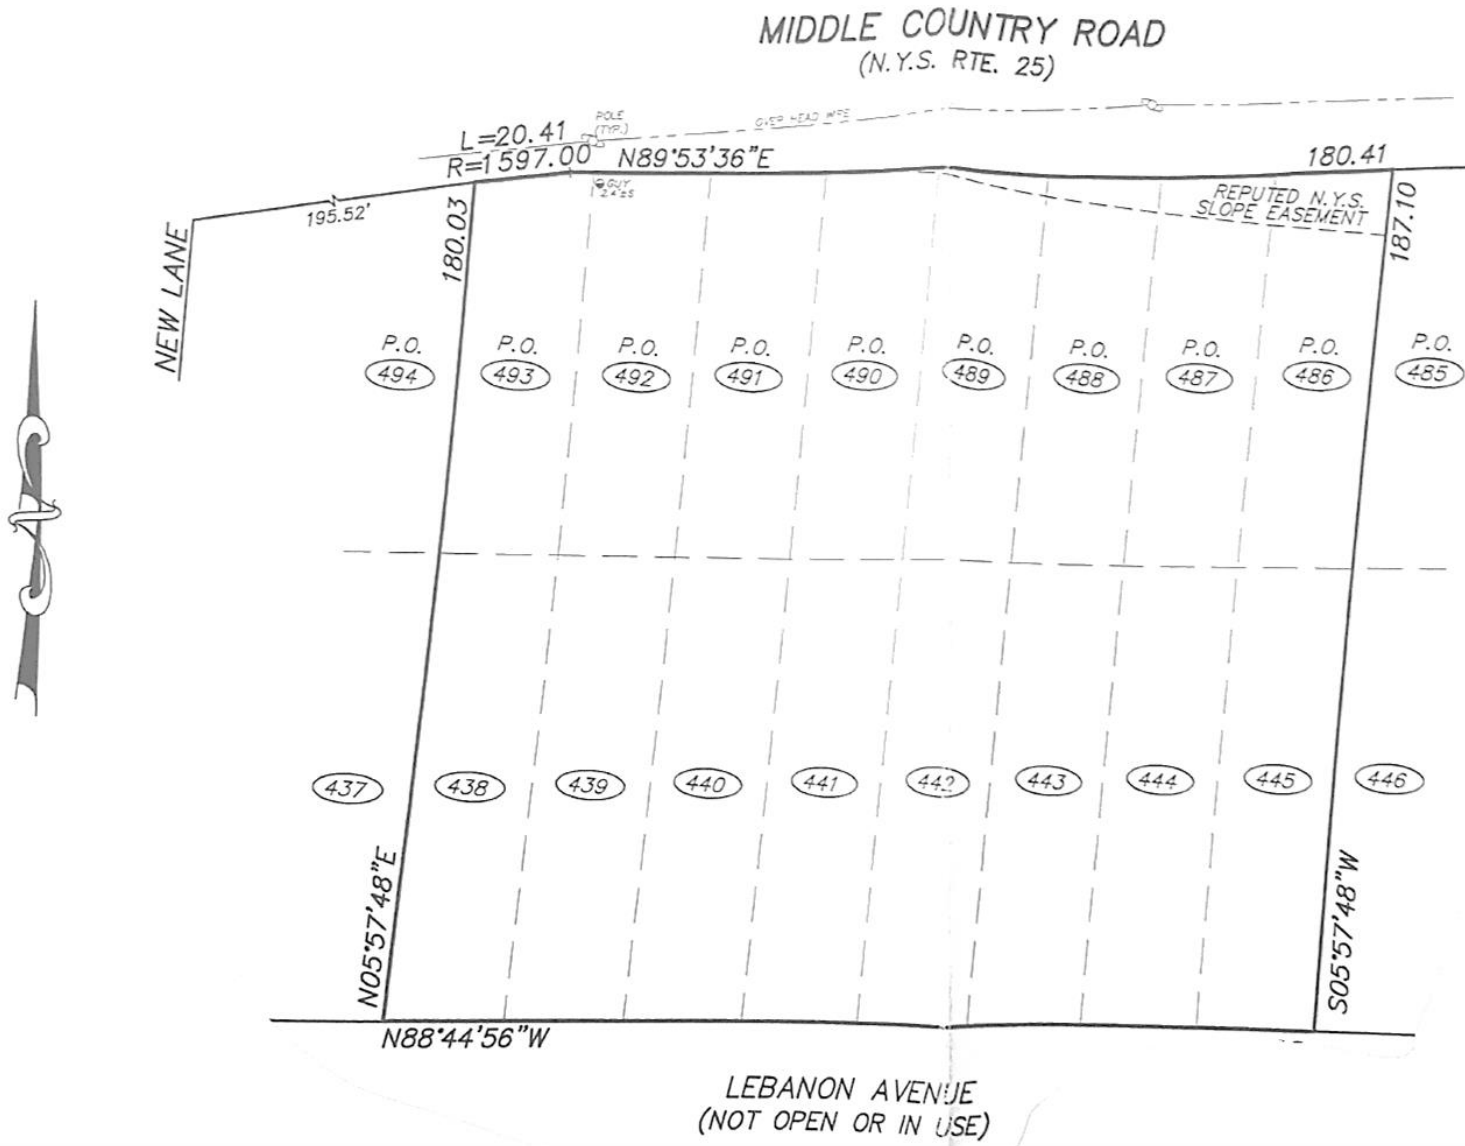 MIDDLE COUNTRY ROAD
(N.Y.S. RTE. 25)
POLE
(TYP.)
OVER HEAD WIRE
L=20.41
R=1597.00
N89°53'36"E
180.41
GUY
195.52'
180.03
REPUTED N.Y.S.
SLOPE EASEMENT
187.10
NEW LANE
P.O. P.O. P.O. P.O. P.O. P.O. P.O. P.O. P.O. P.O.
494 493 492 491 490 489 488 487 486 485
437 438 439 440 441 442 443 444 445 446
N05°57'48"E
S05°57'48"W
N88°44'56"W
LEBANON AVENUE
(NOT OPEN OR IN USE)